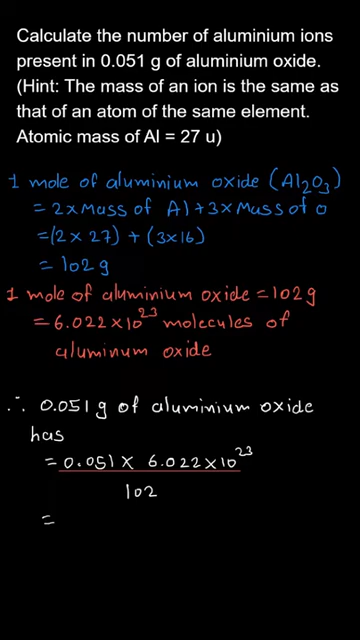 Calculate the number of aluminium ions
present in 0.051 g of aluminium oxide.
(Hint: The mass of an ion is the same as
that of an atom of the same element.
Atomic mass of Al = 27 u)
1 mole of aluminium oxide (Al₂O₃)
= 2 x Mass of Al + 3 x Mass of O
= (2 x 27) + (3 x 16)
= 102 g
1 mole of aluminium oxide = 102 g
= 6.022 x 10²³ molecules of
aluminum oxide
∴ 0.051 g of aluminium oxide
has
= 0.051 x 6.022 x 10²³
102
=